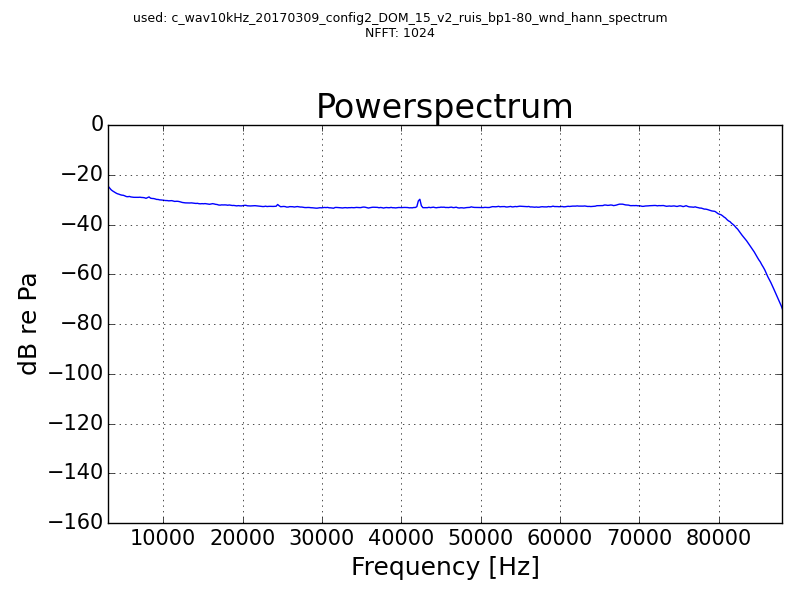 used: c_wav10kHz_20170309_config2_DOM_15_v2_ruis_bp1-80_wnd_hann_spectrum
NFFT: 1024
Powerspectrum
0
−20
−40
−60
−80
−100
−120
−140
−160
dB re Pa
10000 20000 30000 40000 50000 60000 70000 80000
Frequency [Hz]